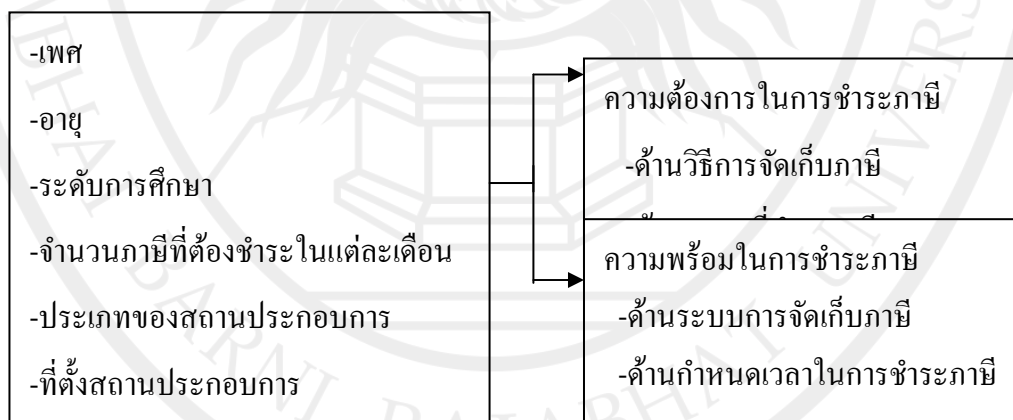 -เพศ
-อายุ
-ระดับการศึกษา
-จำนวนภาษีที่ต้องชำระในแต่ละเดือน
-ประเภทของสถานประกอบการ
-ที่ตั้งสถานประกอบการ
ความต้องการในการชำระภาษี
-ด้านวิธีการจัดเก็บภาษี
ความพร้อมในการชำระภาษี
-ด้านระบบการจัดเก็บภาษี
-ด้านกำหนดเวลาในการชำระภาษี